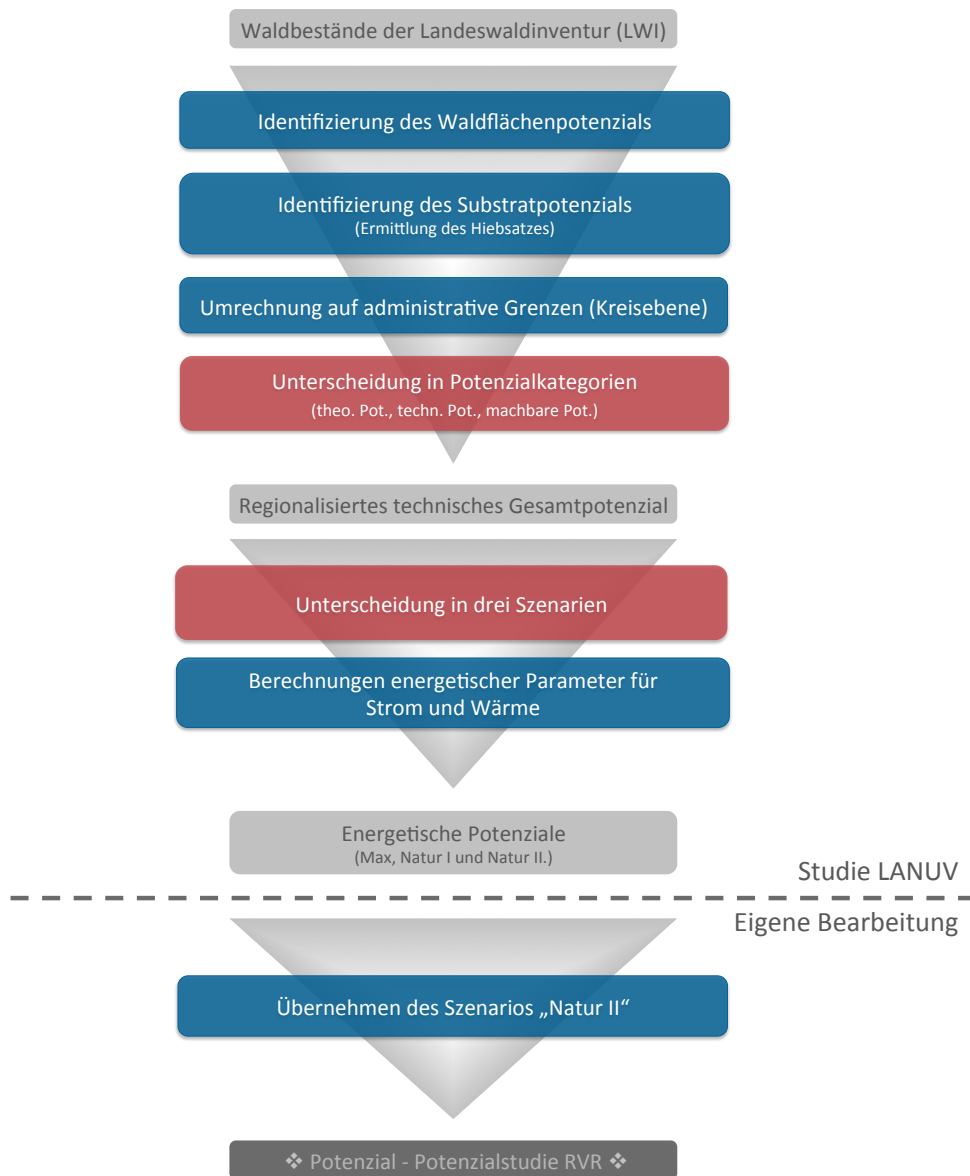 Waldbestände der Landeswaldinventur (LWI)
Identifizierung des Waldflächenpotenzials
Identifizierung des Substratpotenzials
(Ermittlung des Hiebsatzes)
Umrechnung auf administrative Grenzen (Kreisebene)
Unterscheidung in Potenzialkategorien
(theo. Pot., techn. Pot., machbare Pot.)
Regionalisiertes technisches Gesamtpotenzial
Unterscheidung in drei Szenarien
Berechnungen energetischer Parameter für
Strom und Wärme
Energetische Potenziale
(Max, Natur I und Natur II.)
Studie LANUV
Eigene Bearbeitung
Übernehmen des Szenarios „Natur II“
❖ Potenzial - Potenzialstudie RVR ❖